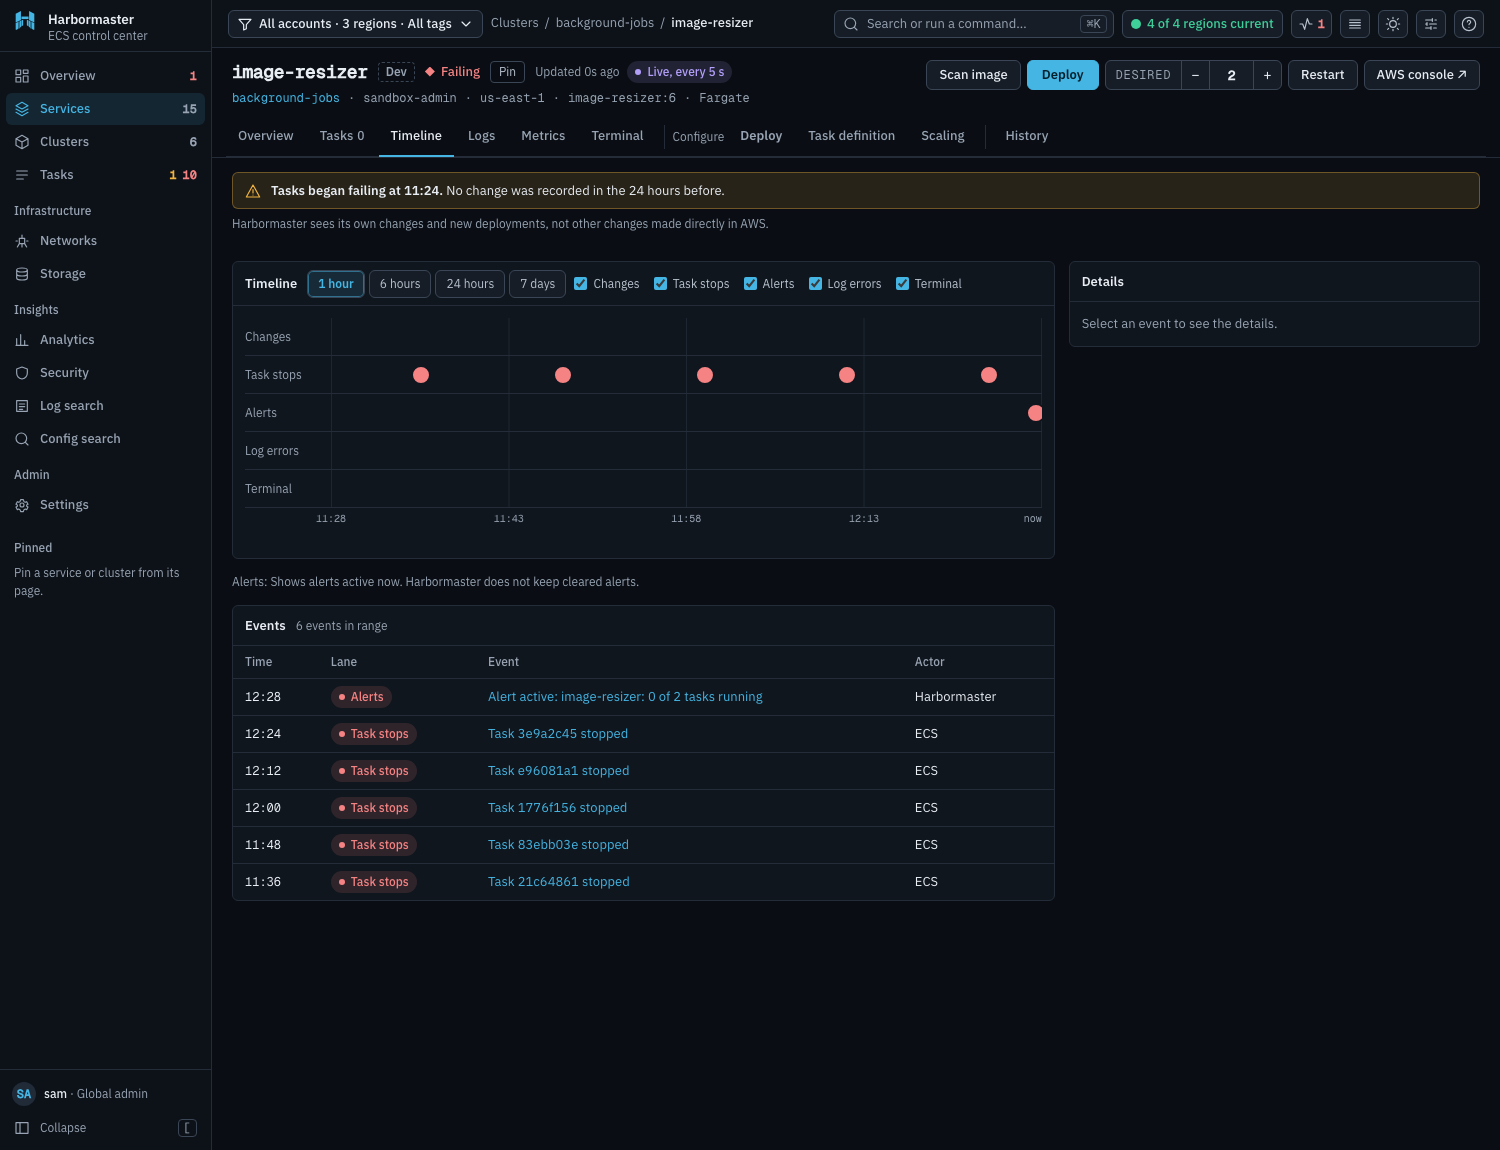 Harbormaster
ECS control center
All accounts · 3 regions · All tags
Clusters / background-jobs / image-resizer
Search or run a command...
⌘K
4 of 4 regions current
1
Overview 1
Services 15
Clusters 6
Tasks 1 10
Infrastructure
Networks
Storage
Insights
Analytics
Security
Log search
Config search
Admin
Settings
Pinned
Pin a service or cluster from its
page.
SA sam · Global admin
Collapse [
image-resizer Dev Failing Pin Updated 0s ago Live, every 5 s
Scan image Deploy DESIRED − 2 + Restart AWS console ↗
background-jobs · sandbox-admin · us-east-1 · image-resizer:6 · Fargate
Overview Tasks 0 Timeline Logs Metrics Terminal Configure Deploy Task definition Scaling History
Tasks began failing at 11:24. No change was recorded in the 24 hours before.
Harbormaster sees its own changes and new deployments, not other changes made directly in AWS.
Timeline 1 hour 6 hours 24 hours 7 days Changes Task stops Alerts Log errors Terminal
Changes
Task stops
Alerts
Log errors
Terminal
11:28 11:43 11:58 12:13 now
Details
Select an event to see the details.
Alerts: Shows alerts active now. Harbormaster does not keep cleared alerts.
Events 6 events in range
Time Lane Event Actor
12:28 Alerts Alert active: image-resizer: 0 of 2 tasks running Harbormaster
12:24 Task stops Task 3e9a2c45 stopped ECS
12:12 Task stops Task e96081a1 stopped ECS
12:00 Task stops Task 1776f156 stopped ECS
11:48 Task stops Task 83ebb03e stopped ECS
11:36 Task stops Task 21c64861 stopped ECS